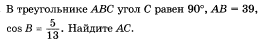 В треугольнике ABC угол C равен 90°, AB = 39,
cos B = 5/13. Найдите AC.